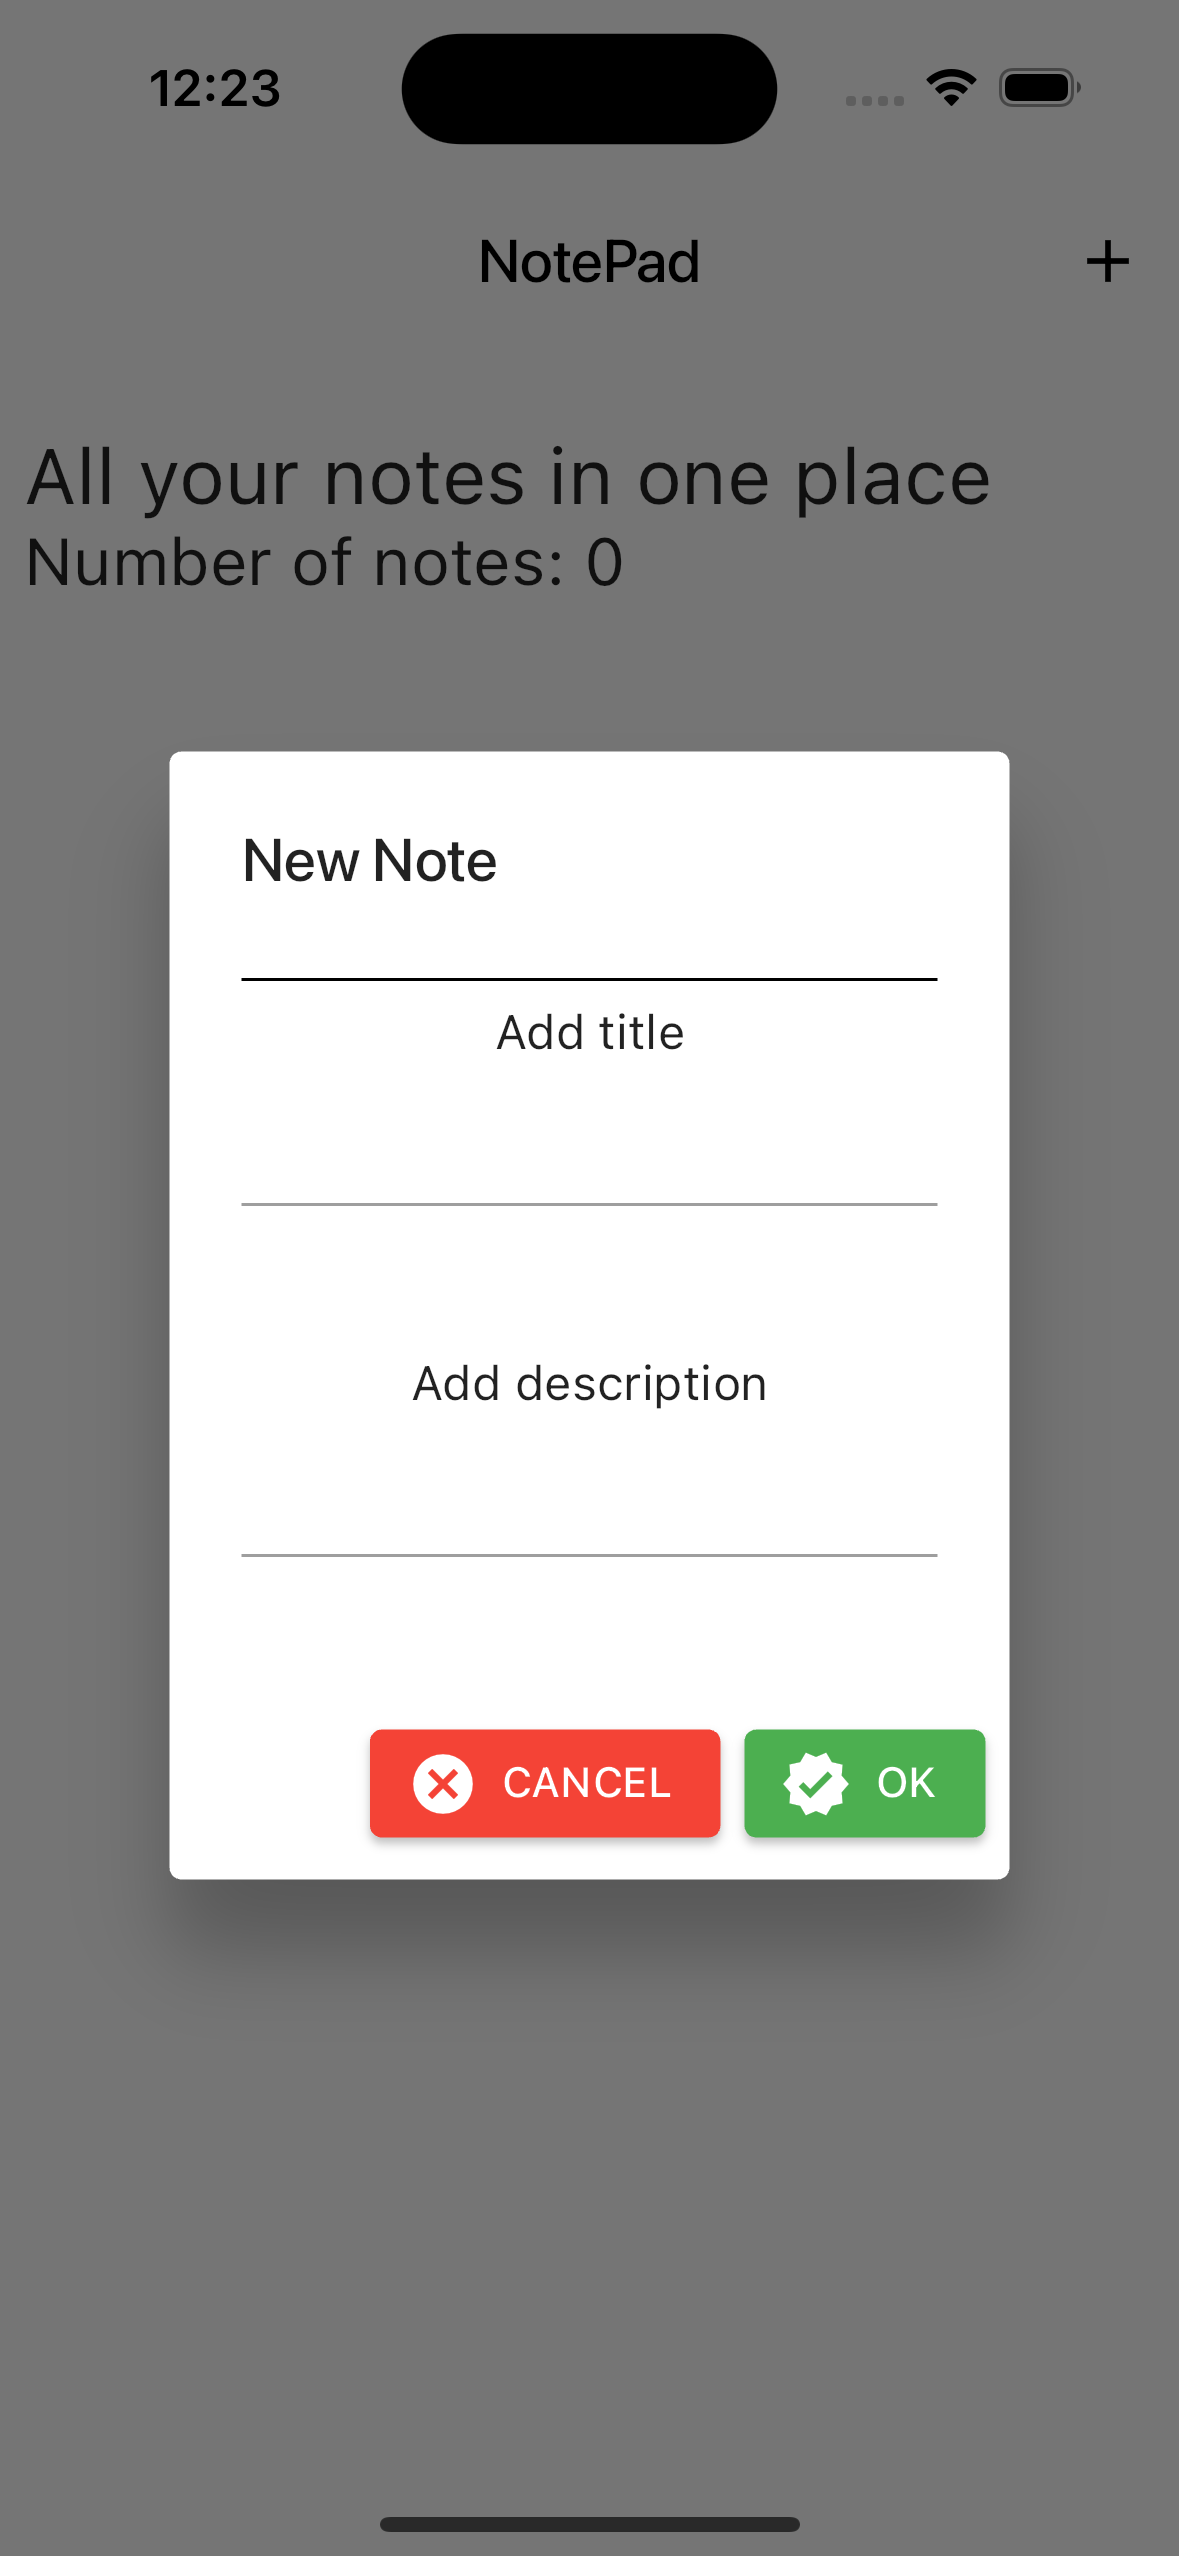 12:23
NotePad
All your notes in one place
Number of notes: 0
New Note
Add title
Add description
CANCEL
OK